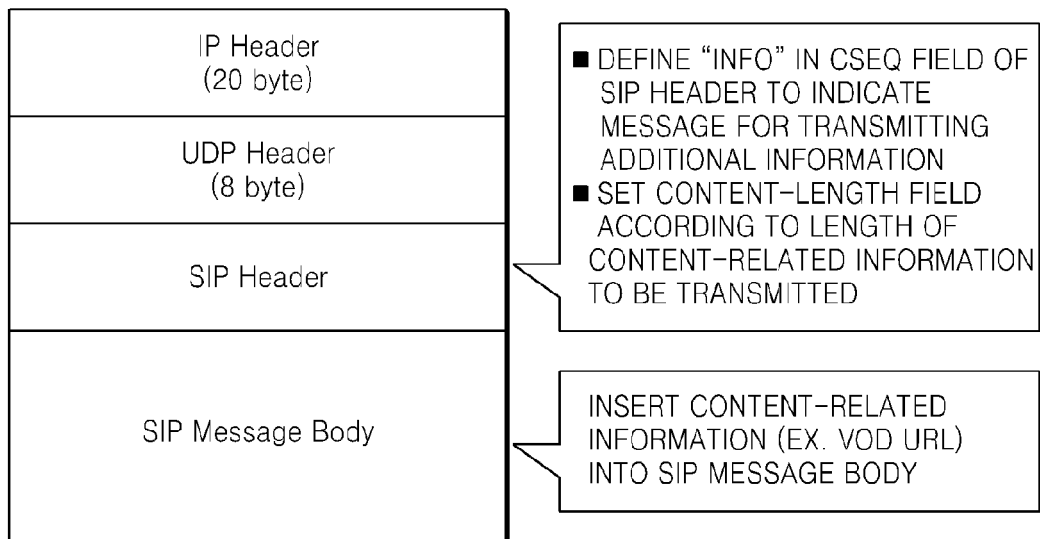 IP Header
(20 byte)
UDP Header
(8 byte)
SIP Header
SIP Message Body
■ DEFINE “INFO” IN CSEQ FIELD OF
SIP HEADER TO INDICATE
MESSAGE FOR TRANSMITTING
ADDITIONAL INFORMATION
■ SET CONTENT-LENGTH FIELD
ACCORDING TO LENGTH OF
CONTENT-RELATED INFORMATION
TO BE TRANSMITTED
INSERT CONTENT-RELATED
INFORMATION (EX. VOD URL)
INTO SIP MESSAGE BODY